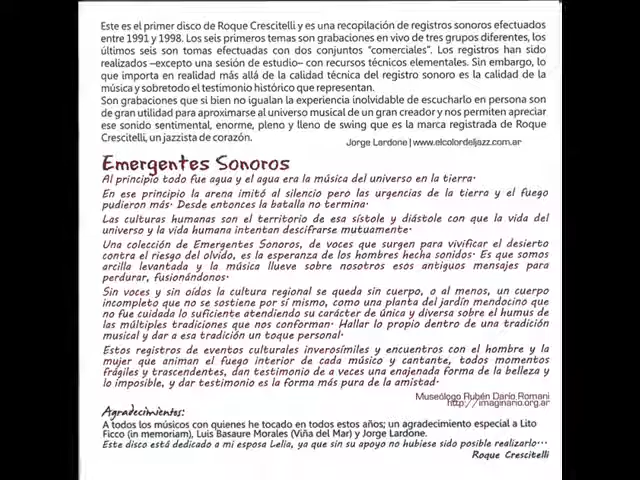 Este es el primer disco de Roque Crescitelli y es una recopilación de registros sonoros efectuados
entre 1991 y 1998. Los seis primeros temas son grabaciones en vivo de tres grupos diferentes, los
últimos seis son tomas efectuadas con dos conjuntos "comerciales". Los registros han sido
realizados –excepto una sesión de estudio– con recursos técnicos elementales. Sin embargo, lo
que importa en realidad más allá de la calidad técnica del registro sonoro es la calidad de la
música y sobretodo el testimonio histórico que representan.
Son grabaciones que si bien no igualan la experiencia inolvidable de escucharlo en persona son
de gran utilidad para aproximarse al universo musical de un gran creador y nos permiten apreciar
ese sonido sentimental, enorme, pleno y lleno de swing que es la marca registrada de Roque
Crescitelli, un jazzista de corazón.
Jorge Lardone | www.elcolordeljazz.com.ar
Emergentes Sonoros
Al principio todo fue agua y el agua era la música del universo en la tierra.
En ese principio la arena imitó al silencio pero las urgencias de la tierra y el fuego
pudieron más. Desde entonces la batalla no termina.
Las culturas humanas son el territorio de esa sístole y diástole con que la vida del
universo y la vida humana intentan descifrarse mutuamente.
Una colección de Emergentes Sonoros, de voces que surgen para vivificar el desierto
contra el riesgo del olvido, es la esperanza de los hombres hecha sonidos. Es que somos
arcilla levantada y la música llueve sobre nosotros esos antiguos mensajes para
perdurar, fusionándonos.
Sin voces y sin oídos la cultura regional se queda sin cuerpo, o al menos, un cuerpo
incompleto que no se sostiene por sí mismo, como una planta del jardín mendocino que
no fue cuidada lo suficiente atendiendo su carácter de única y diversa sobre el humus de
las múltiples tradiciones que nos conforman. Hallar lo propio dentro de una tradición
musical y dar a esa tradición un toque personal.
Estos registros de eventos culturales inverosímiles y encuentros con el hombre y la
mujer que animan el fuego interior de cada músico y cantante, todos momentos
frágiles y trascendentes, dan testimonio de a veces una enajenada forma de la belleza y
lo imposible, y dar testimonio es la forma más pura de la amistad.
Museólogo Rubén Darío Romani
http://imaginario.org.ar
Agradecimientos:
A todos los músicos con quienes he tocado en todos estos años; un agradecimiento especial a Lito
Ficco (in memoriam), Luis Basaure Morales (Viña del Mar) y Jorge Lardone.
Este disco está dedicado a mi esposa Lelia, ya que sin su apoyo no hubiese sido posible realizarlo...
Roque Crescitelli